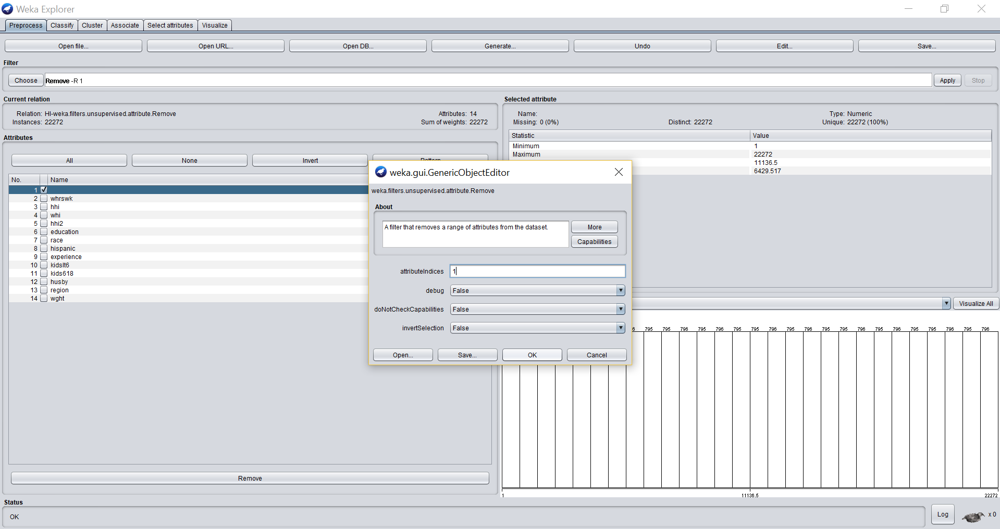 Weka Explorer
Preprocess Classify Cluster Associate Select attributes Visualize
Open file... Open URL... Open DB... Generate... Undo Edit... Save...
Filter
Choose Remove -R 1 Apply Stop
Current relation
Relation: HI-weka.filters.unsupervised.attribute.Remove Attributes: 14
Instances: 22272 Sum of weights: 22272
Selected attribute
Name: Type: Numeric
Missing: 0 (0%) Distinct: 22272 Unique: 22272 (100%)
Statistic Value
Minimum 1
Maximum 22272
11136.5
6429.517
Attributes
All None Invert Pattern
No. Name
1
2 whrswk
3 hhi
4 whi
5 hhi2
6 education
7 race
8 hispanic
9 experience
10 kidslt6
11 kids618
12 husby
13 region
14 wght
Remove
weka.gui.GenericObjectEditor
weka.filters.unsupervised.attribute.Remove
About
A filter that removes a range of attributes from the dataset.
More
Capabilities
attributeIndices 1
debug False
doNotCheckCapabilities False
invertSelection False
Open... Save... OK Cancel
Visualize All
6 795 795 796 796 795 795 796 796 795 795 796 796 795 795 796 796 795 795 796 795 796
1 11136.5 22272
Status
OK
Log x 0